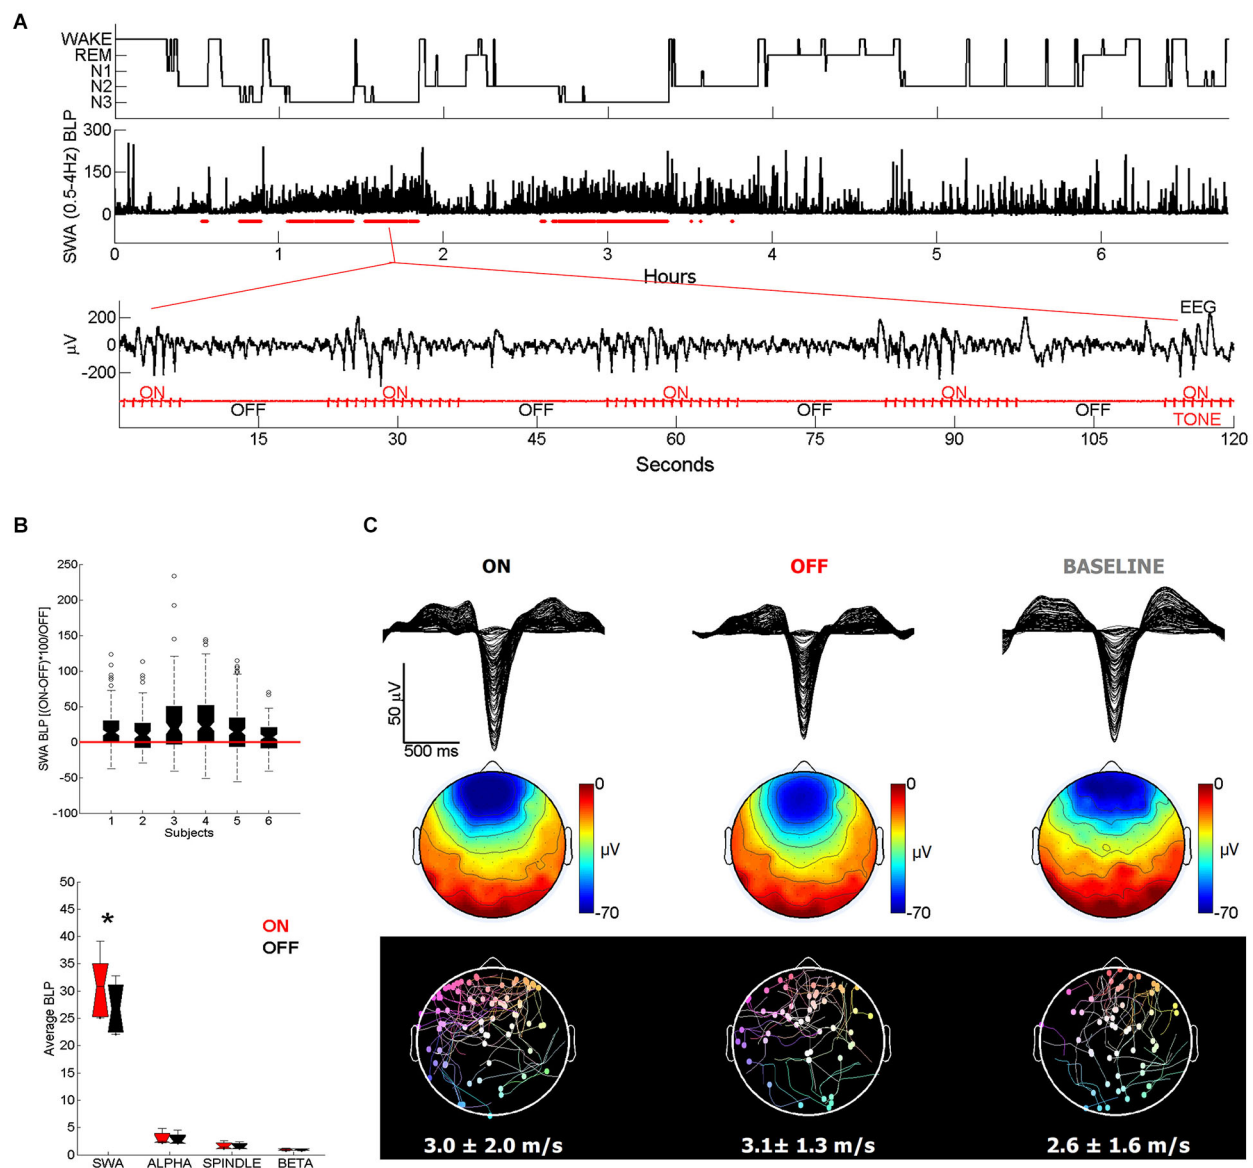 A
WAKE
REM
N1
N2
N3
SWA (0.5-4Hz) BLP
300
150
0
0 1 2 3 4 5 6
Hours
EEG
µV
200
0
-200
ON ON ON ON ON
OFF OFF OFF OFF
TONE
15 30 45 60 75 90 105 120
Seconds
B
SWA BLP [(ON-OFF)*100/OFF]
250
200
150
100
50
0
-50
-100
1 2 3 4 5 6
Subjects
Average BLP
50
45
40
35
30
25
20
15
10
5
0
*
ON
OFF
SWA ALPHA SPINDLE BETA
C
ON OFF BASELINE
50 µV
500 ms
0 0 0
µV µV µV
-70 -70 -70
3.0 ± 2.0 m/s 3.1± 1.3 m/s 2.6 ± 1.6 m/s